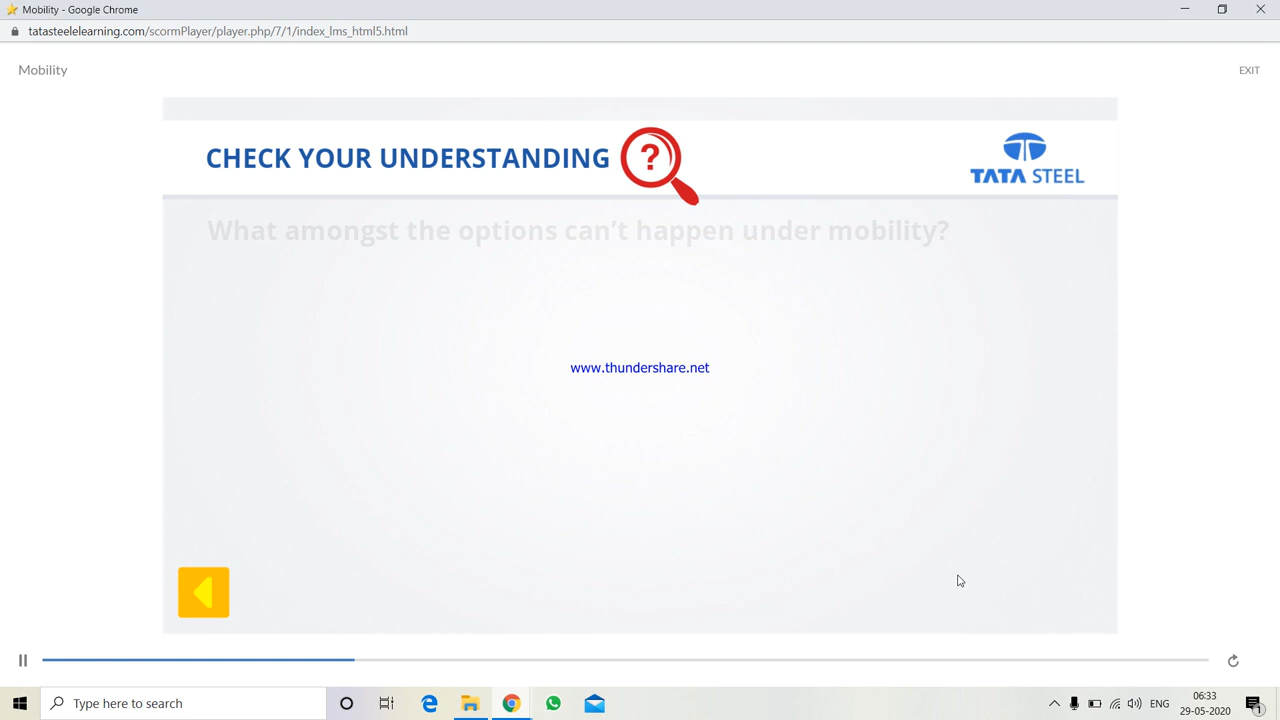 Mobility - Google Chrome
tatasteelelearning.com/scormPlayer/player.php/7/1/index_lms_html5.html
Mobility
EXIT
CHECK YOUR UNDERSTANDING
?
TATA STEEL
What amongst the options can't happen under mobility?
www.thundershare.net
Type here to search
ENG
06:33
29-05-2020
1